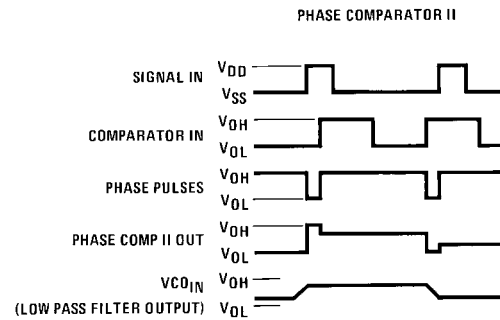 PHASE COMPARATOR II
SIGNAL IN
VDD
VSS
COMPARATOR IN
VOH
VOL
PHASE PULSES
VOH
VOL
PHASE COMP II OUT
VOH
VOL
VCOIN
(LOW PASS FILTER OUTPUT)
VOH
VOL